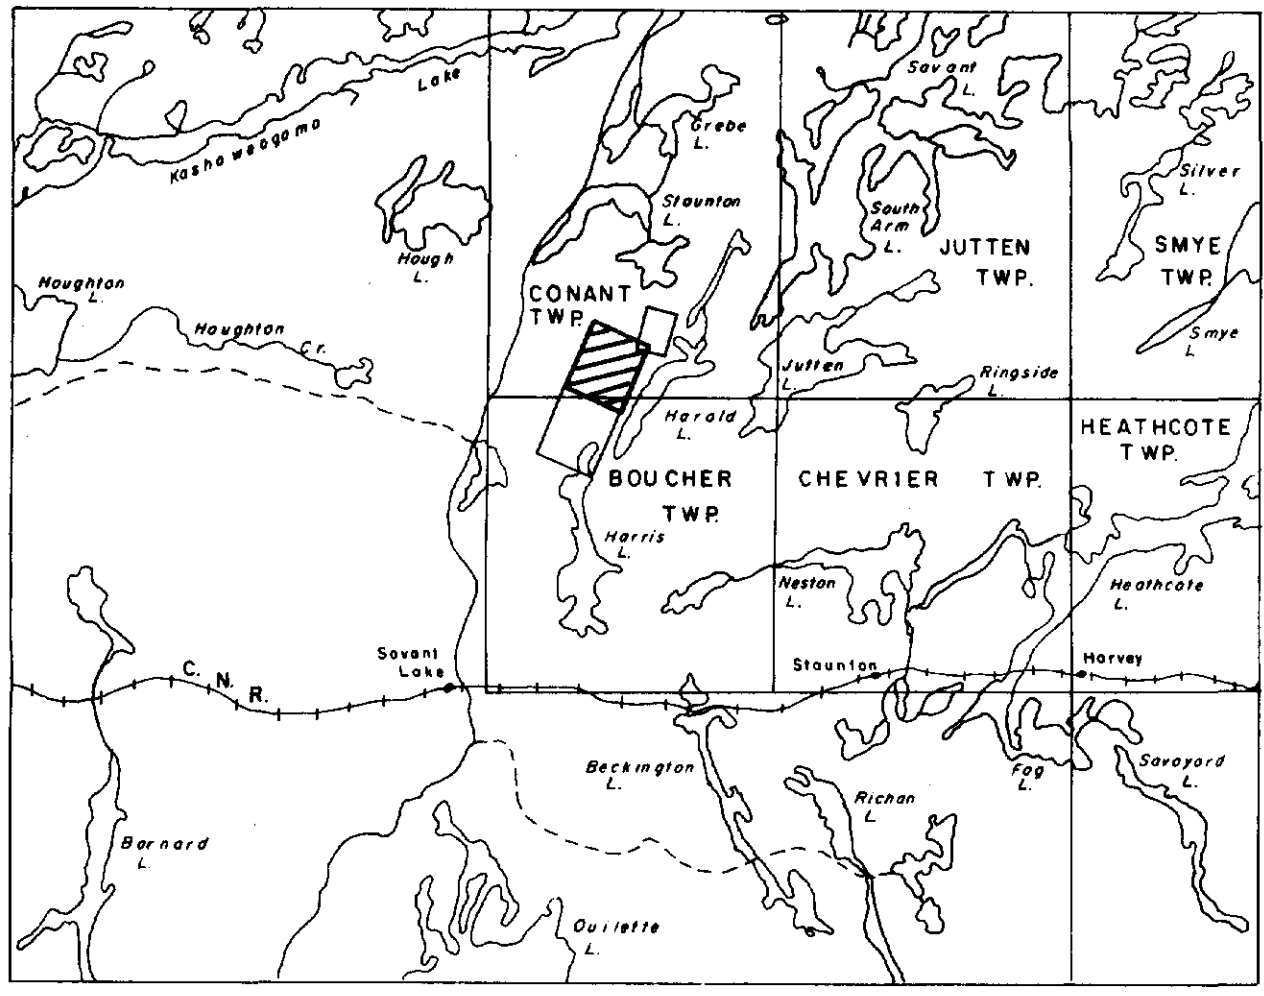 Lake
Kashaweogama
Savant
L.
Grebe
L.
Silver
L.
Staunton
L.
South
Arm
L.
JUTTEN
TWP.
SMYE
TWP.
Hough
L.
Houghton
L.
CONANT
TWP.
Houghton
Cr.
Smye
L
Jutten
L.
Ringside
L.
Harold
L.
HEATHCOTE
TWP.
BOUCHER
TWP.
CHEVRIER TWP.
Harris
L.
Neston
L.
Heathcote
L.
Savant
Lake
Staunton
Harvey
C. N. R.
Beckington
L.
Fog
L.
Savoyard
L.
Richan
L
Barnard
L.
Ouilette
L.